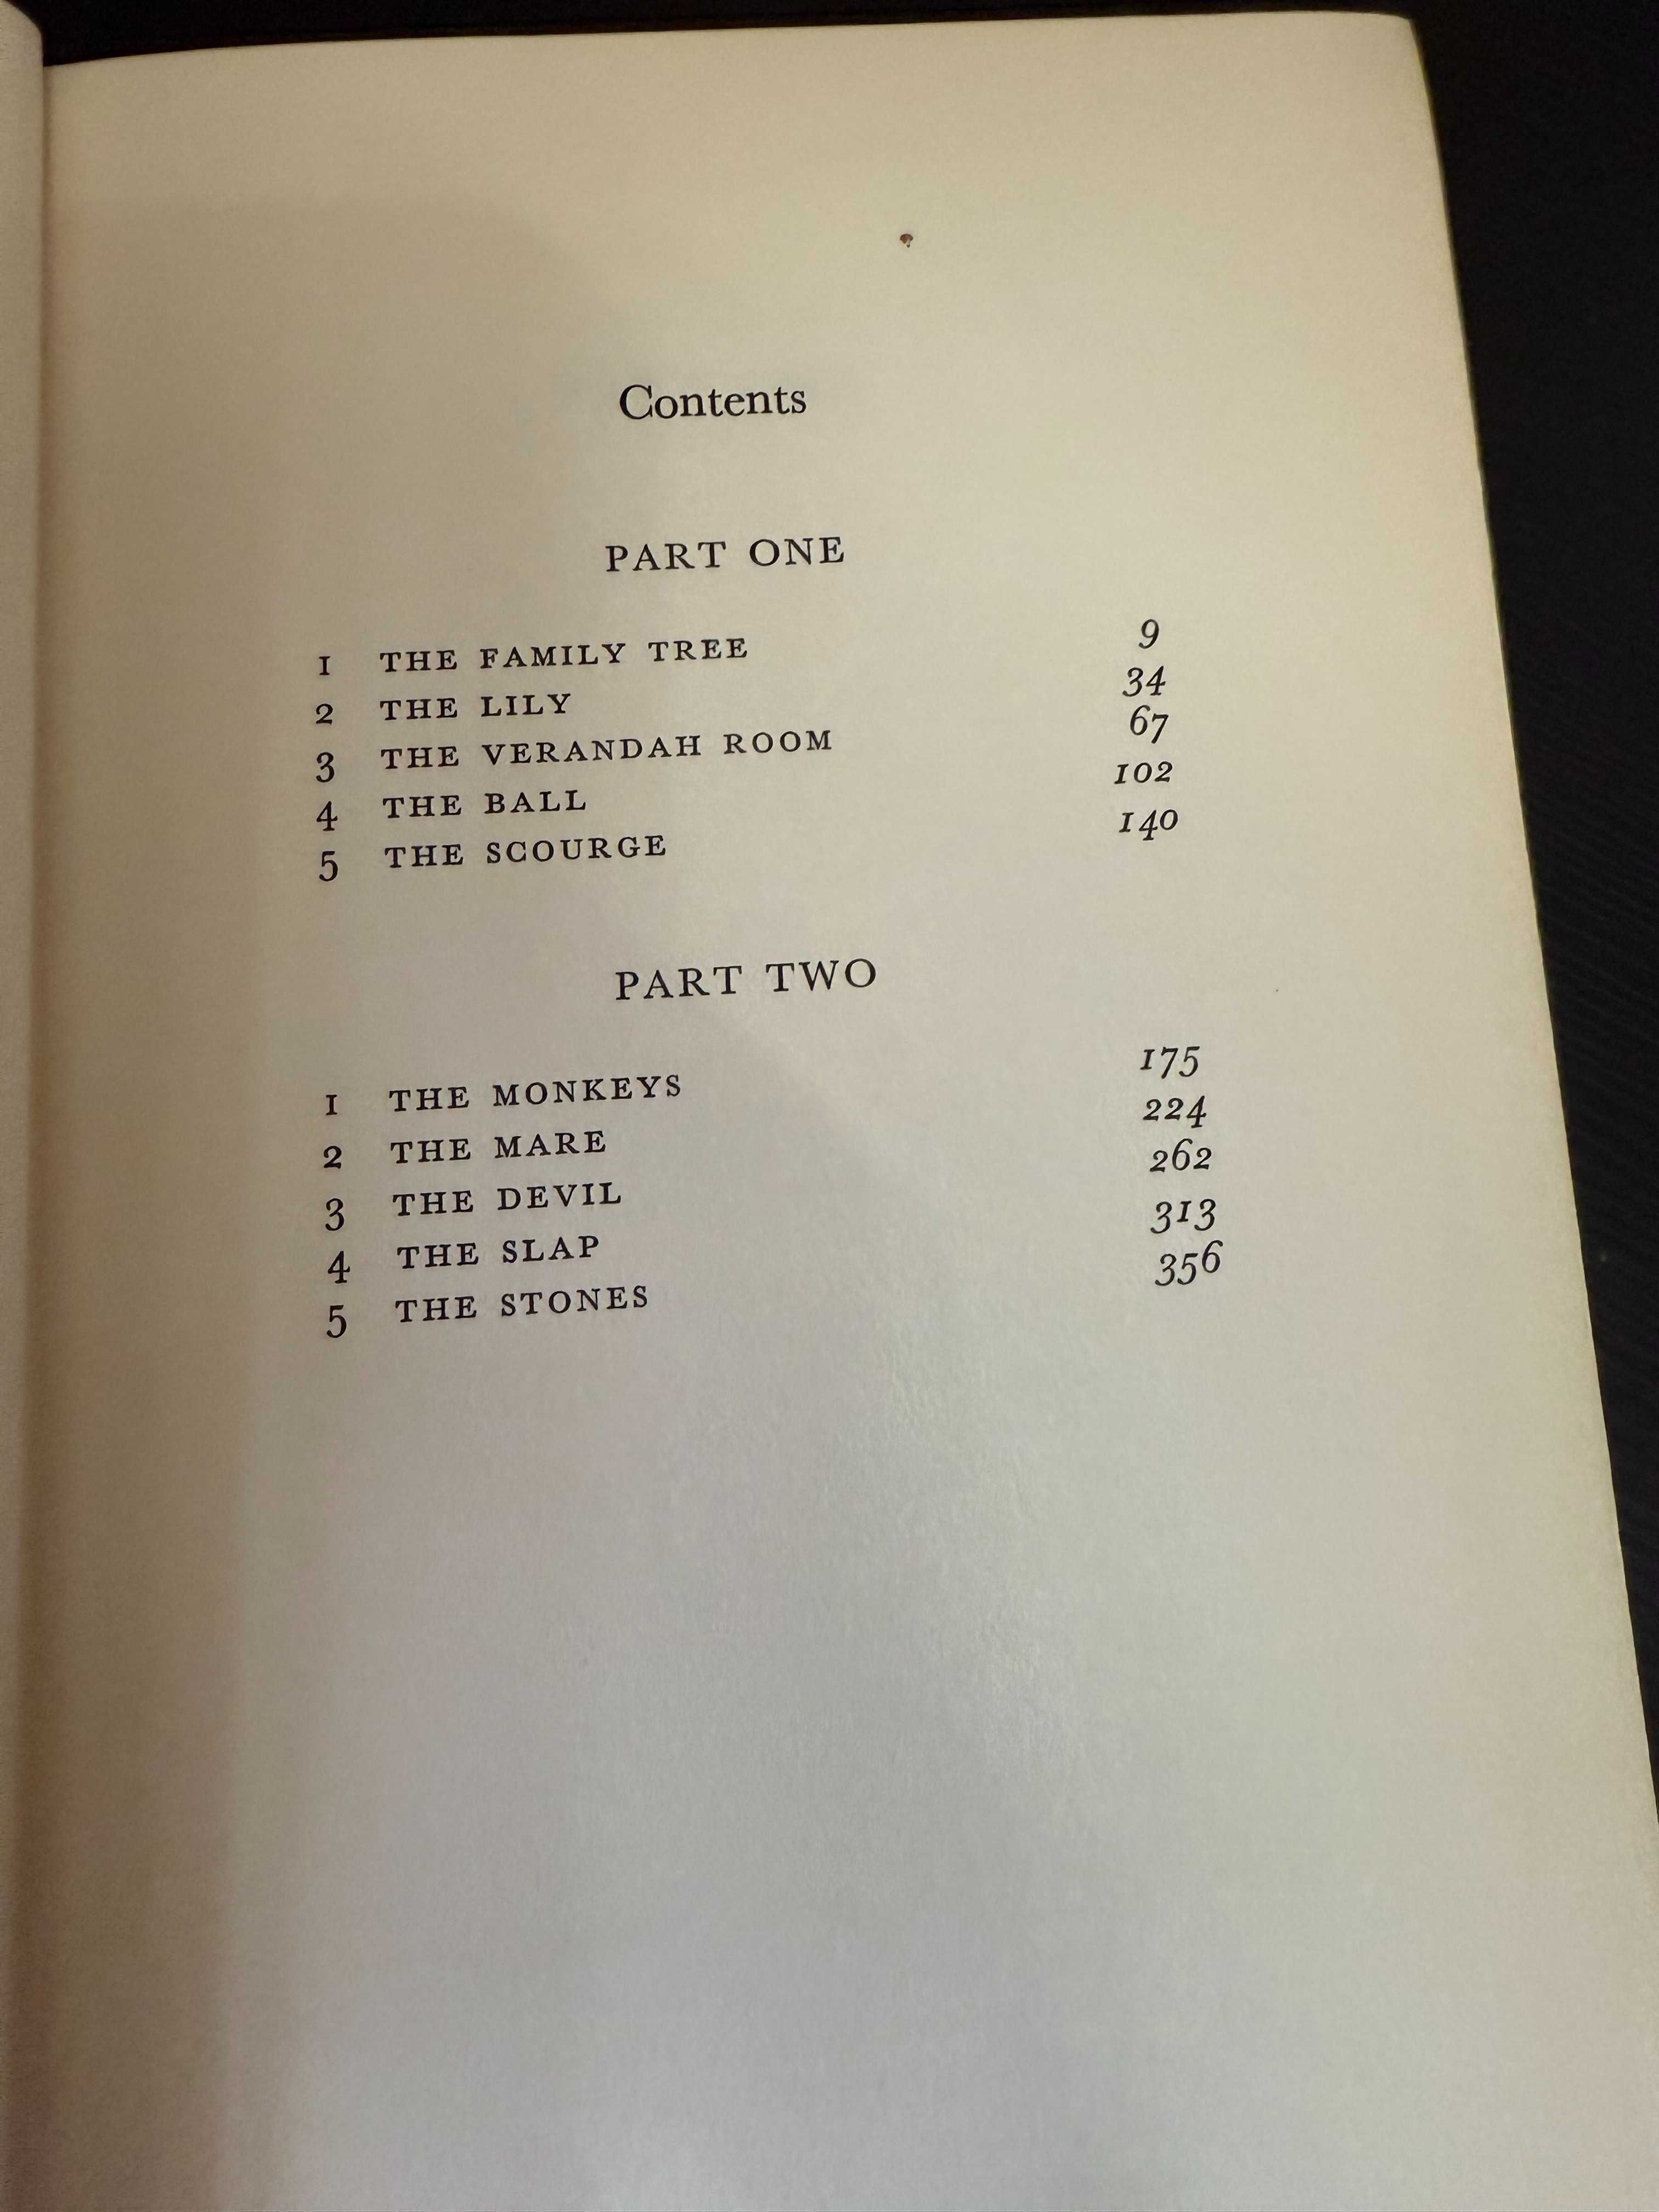 Contents
PART ONE
1 THE FAMILY TREE 9
2 THE LILY 34
3 THE VERANDAH ROOM 67
4 THE BALL 102
5 THE SCOURGE 140
PART TWO
1 THE MONKEYS 175
2 THE MARE 224
3 THE DEVIL 262
4 THE SLAP 313
5 THE STONES 356